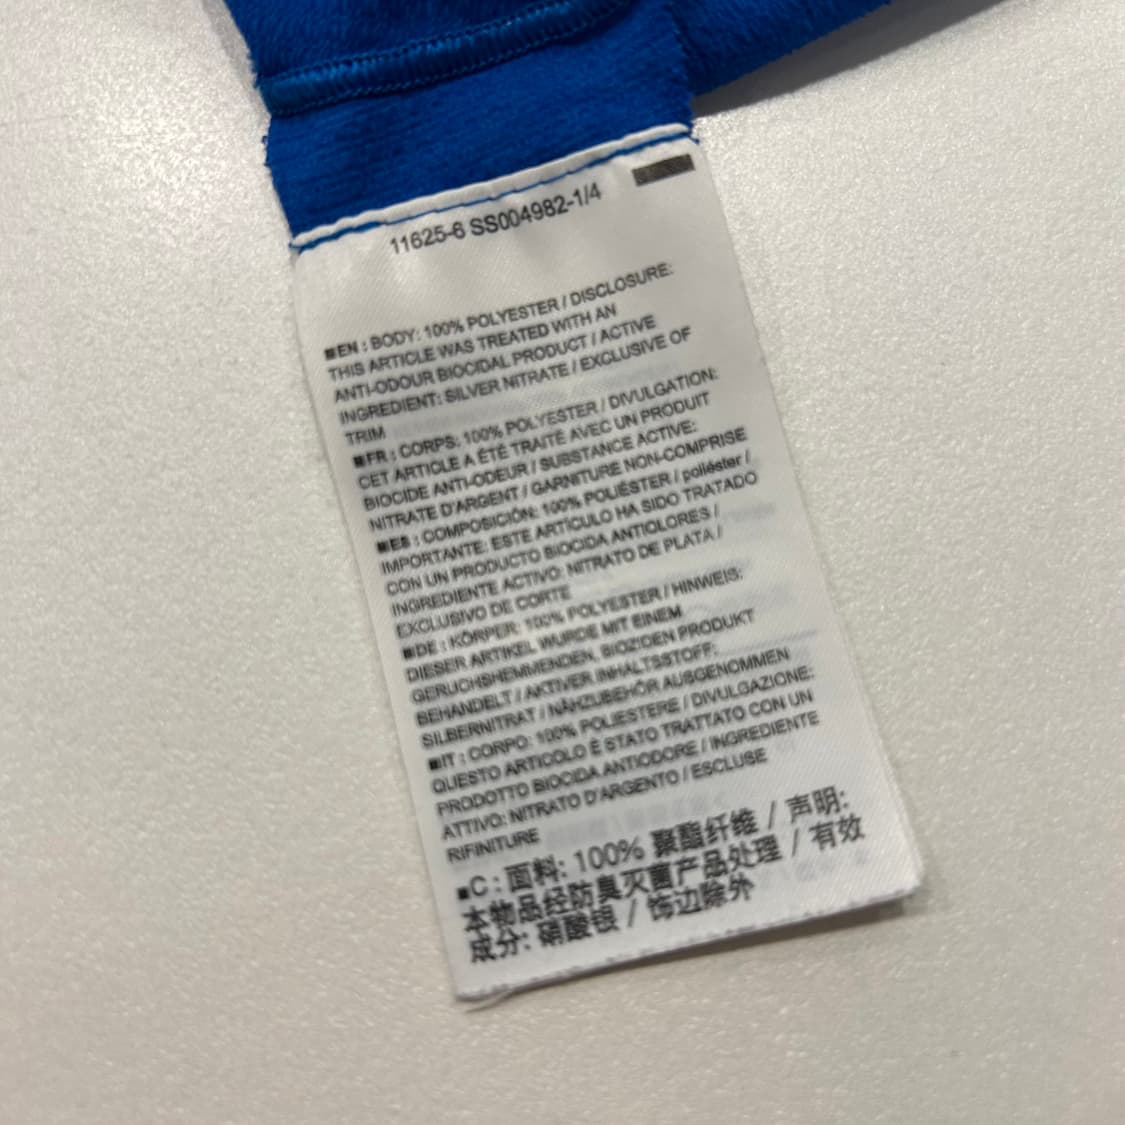 11625-6 SS004982-1/4
■EN : BODY: 100% POLYESTER / DISCLOSURE:
THIS ARTICLE WAS TREATED WITH AN
ANTI-ODOUR BIOCIDAL PRODUCT / ACTIVE
INGREDIENT: SILVER NITRATE / EXCLUSIVE OF
TRIM
■FR : CORPS: 100% POLYESTER / DIVULGATION:
CET ARTICLE A ÉTÉ TRAITÉ AVEC UN PRODUIT
BIOCIDE ANTI-ODEUR / SUBSTANCE ACTIVE:
NITRATE D'ARGENT / GARNITURE NON-COMPRISE
■ES : COMPOSICIÓN: 100% POLIÉSTER / poliéster /
IMPORTANTE: ESTE ARTÍCULO HA SIDO TRATADO
CON UN PRODUCTO BIOCIDA ANTIOLORES /
INGREDIENTE ACTIVO: NITRATO DE PLATA /
EXCLUSIVO DE CORTE
■DE : KÖRPER: 100% POLYESTER / HINWEIS:
DIESER ARTIKEL WURDE MIT EINEM
GERUCHSHEMMENDEN, BIOZIDEN PRODUKT
BEHANDELT / AKTIVER INHALTSSTOFF:
SILBERNITRAT / NÄHZUBEHÖR AUSGENOMMEN
■IT : CORPO: 100% POLIESTERE / DIVULGAZIONE:
QUESTO ARTICOLO È STATO TRATTATO CON UN
PRODOTTO BIOCIDA ANTIODORE / INGREDIENTE
ATTIVO: NITRATO D'ARGENTO / ESCLUSE
RIFINITURE
■C : 面料: 100% 聚酯纤维 / 声明:
本物品经防臭灭菌产品处理 / 有效
成分: 硝酸银 / 饰边除外